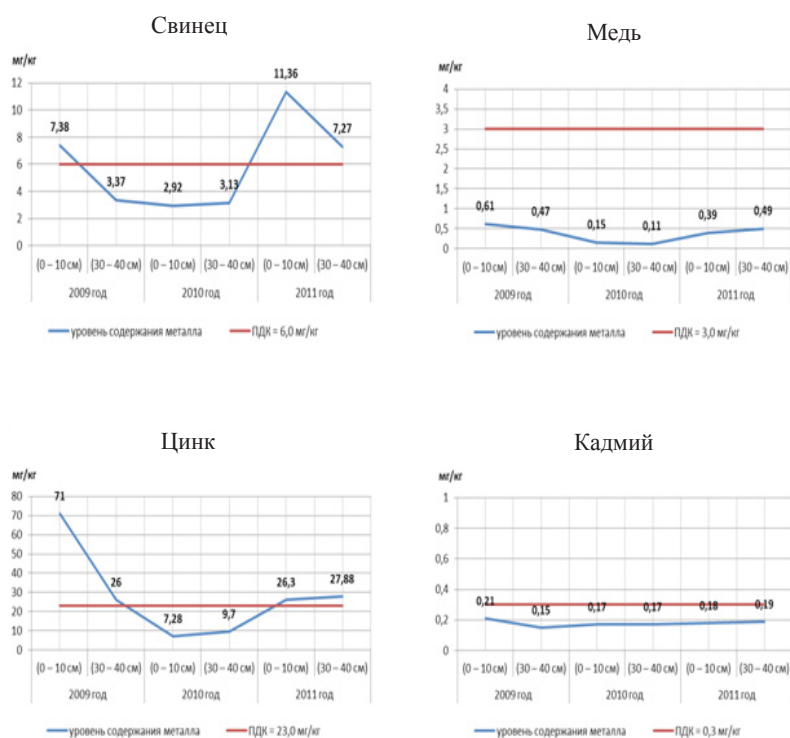 Свинец
мг/кг
12
10
8
6
4
2
0
7,38
3,37
2,92
3,13
11,36
7,27
(0 – 10 см) (30 – 40 см) (0 – 10 см) (30 – 40 см) (0 – 10 см) (30 – 40 см)
2009 год 2010 год 2011 год
уровень содержания металла ПДК = 6,0 мг/кг
Медь
мг/кг
4
3,5
3
2,5
2
1,5
1
0,5
0
0,61
0,47
0,15
0,11
0,39
0,49
(0 – 10 см) (30 – 40 см) (0 – 10 см) (30 – 40 см) (0 – 10 см) (30 – 40 см)
2009 год 2010 год 2011 год
уровень содержания металла ПДК = 3,0 мг/кг
Цинк
мг/кг
80
70
60
50
40
30
20
10
0
71
26
7,28
9,7
26,3
27,88
(0 – 10 см) (30 – 40 см) (0 – 10 см) (30 – 40 см) (0 – 10 см) (30 – 40 см)
2009 год 2010 год 2011 год
уровень содержания металла ПДК = 23,0 мг/кг
Кадмий
мг/кг
1
0,8
0,6
0,4
0,2
0
0,21
0,15
0,17
0,17
0,18
0,19
(0 – 10 см) (30 – 40 см) (0 – 10 см) (30 – 40 см) (0 – 10 см) (30 – 40 см)
2009 год 2010 год 2011 год
уровень содержания металла ПДК = 0,3 мг/кг